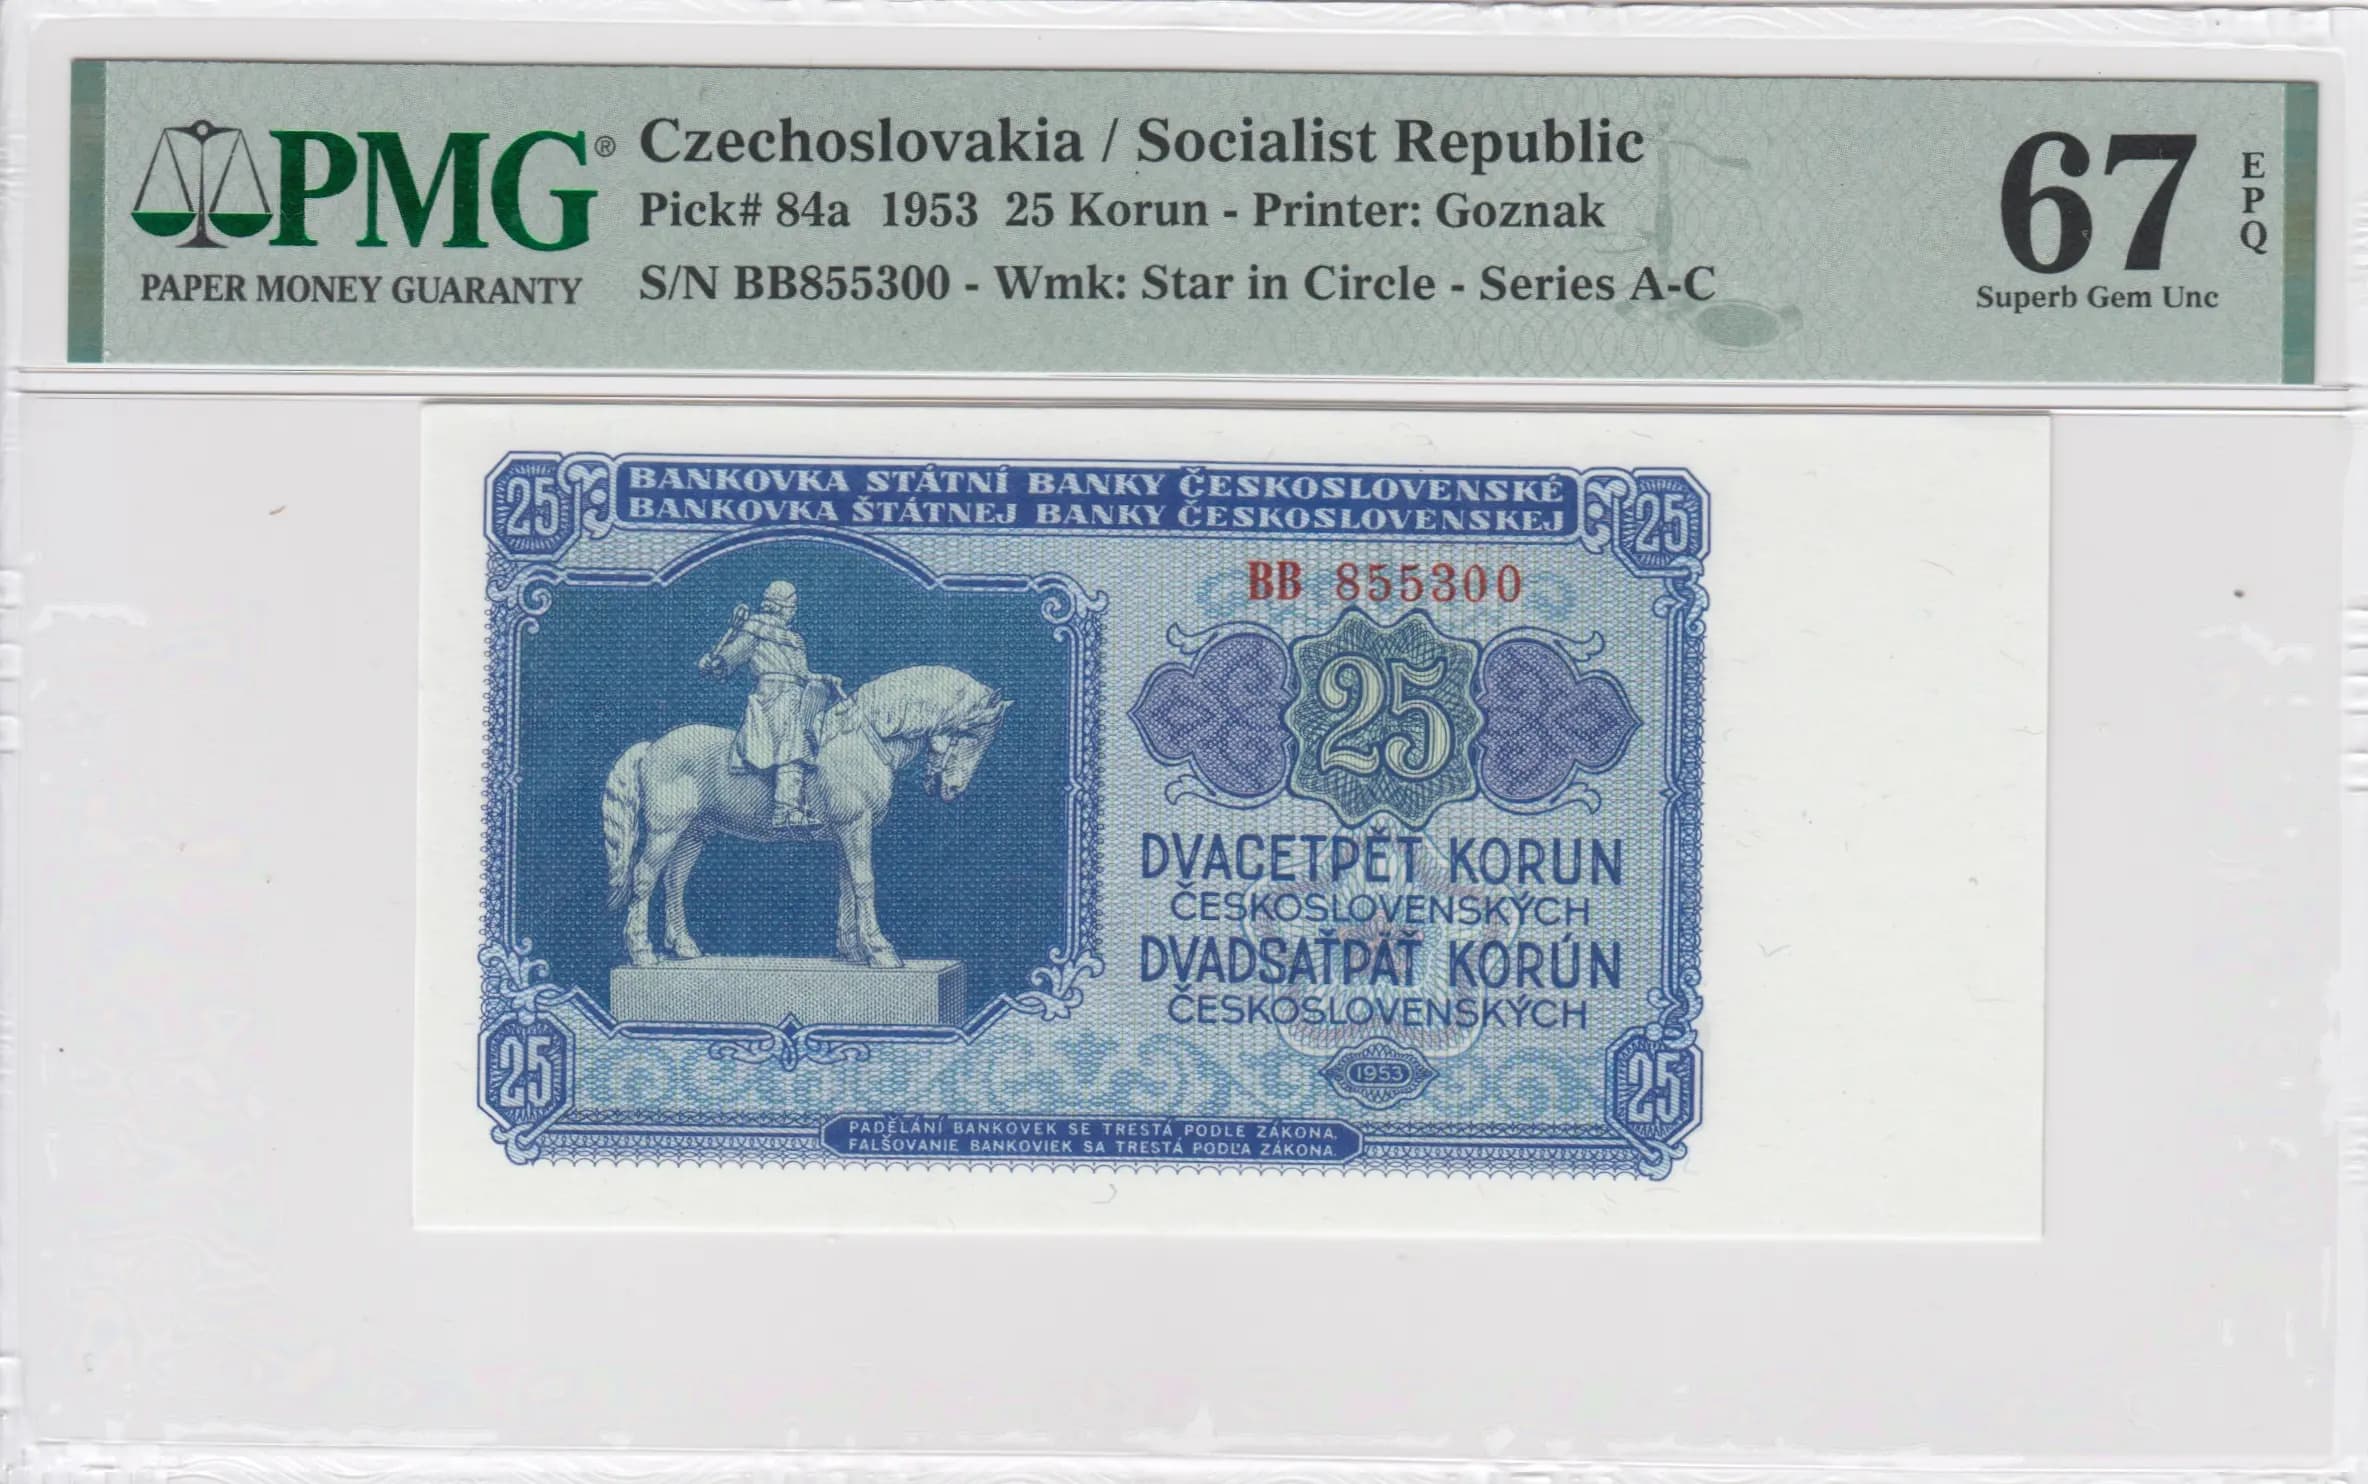 PMG®
PAPER MONEY GUARANTY
Czechoslovakia / Socialist Republic
Pick# 84a 1953 25 Korun - Printer: Goznak
S/N BB855300 - Wmk: Star in Circle - Series A-C
67
EPQ
Superb Gem Unc
25
BANKOVKA STÁTNÍ BANKY ČESKOSLOVENSKÉ
BANKOVKA ŠTÁTNEJ BANKY ČESKOSLOVENSKEJ
25
BB 855300
25
DVACETPĚT KORUN
ČESKOSLOVENSKÝCH
DVADSAŤPÄŤ KORÚN
ČESKOSLOVENSKÝCH
1953
25
25
PADĚLÁNÍ BANKOVEK SE TRESTÁ PODLE ZÁKONA.
FALŠOVANIE BANKOVIEK SA TRESTÁ PODĽA ZÁKONA.